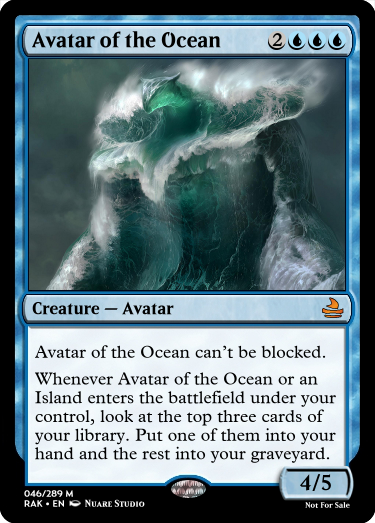 Avatar of the Ocean 2
Creature — Avatar
Avatar of the Ocean can't be blocked.
Whenever Avatar of the Ocean or an
Island enters the battlefield under your
control, look at the top three cards of
your library. Put one of them into your
hand and the rest into your graveyard.
4/5
046/289 M
RAK • EN Nuare Studio
Not For Sale